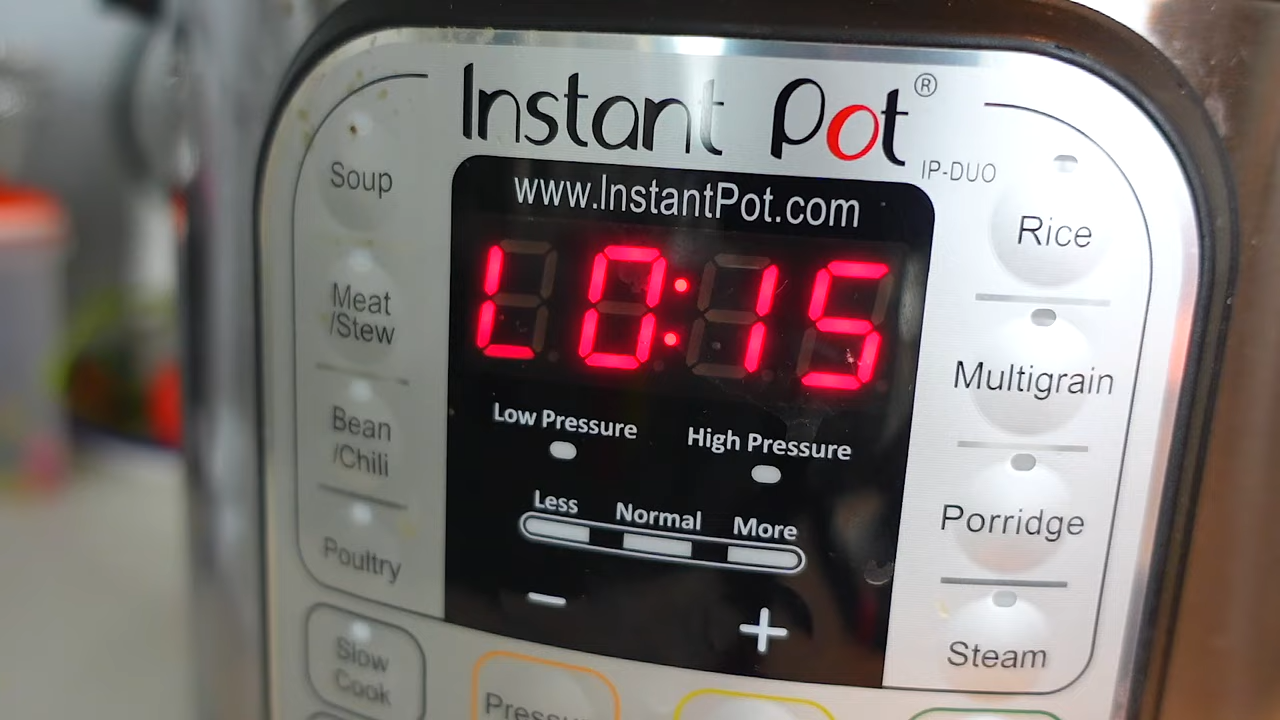 Instant Pot®
IP-DUO
www.InstantPot.com
L0:15
Low Pressure
High Pressure
Less Normal More
- +
Soup
Meat
/Stew
Bean
/Chili
Poultry
Slow
Cook
Rice
Multigrain
Porridge
Steam